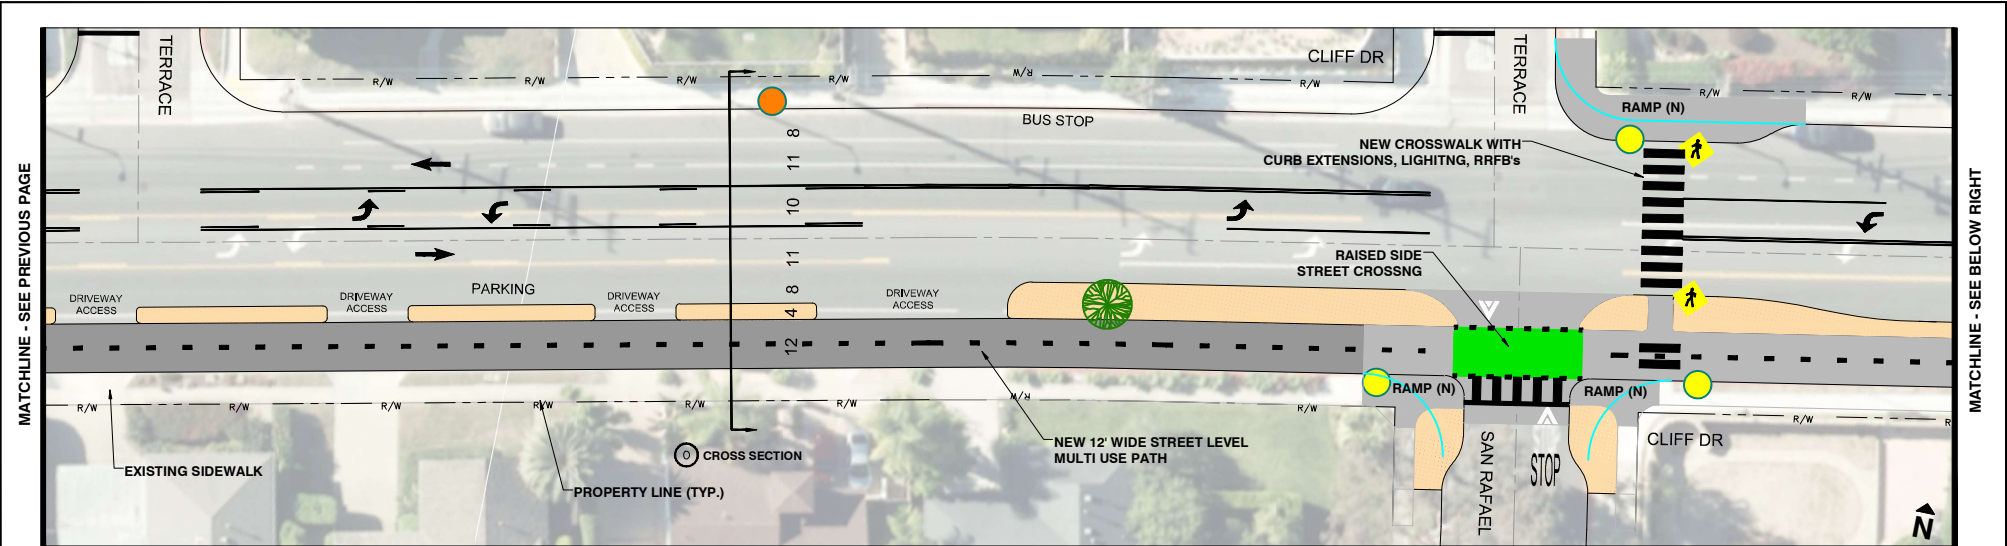 MATCHLINE - SEE PREVIOUS PAGE
TERRACE
R/W
R/W
R/W
R/W
R/W
R/W
CLIFF DR
TERRACE
R/W
R/W
RAMP (N)
BUS STOP
NEW CROSSWALK WITH
CURB EXTENSIONS, LIGHITNG, RRFB's
8
11
10
11
8
4
12
RAISED SIDE
STREET CROSSNG
DRIVEWAY
ACCESS
DRIVEWAY
ACCESS
PARKING
DRIVEWAY
ACCESS
DRIVEWAY
ACCESS
RAMP (N)
RAMP (N)
R/W
R/W
R/W
R/W
R/W
R/W
R/W
R/W
R
R/W
EXISTING SIDEWALK
PROPERTY LINE (TYP.)
0
CROSS SECTION
NEW 12' WIDE STREET LEVEL
MULTI USE PATH
SAN RAFAEL
STOP
CLIFF DR
N
MATCHLINE - SEE BELOW RIGHT